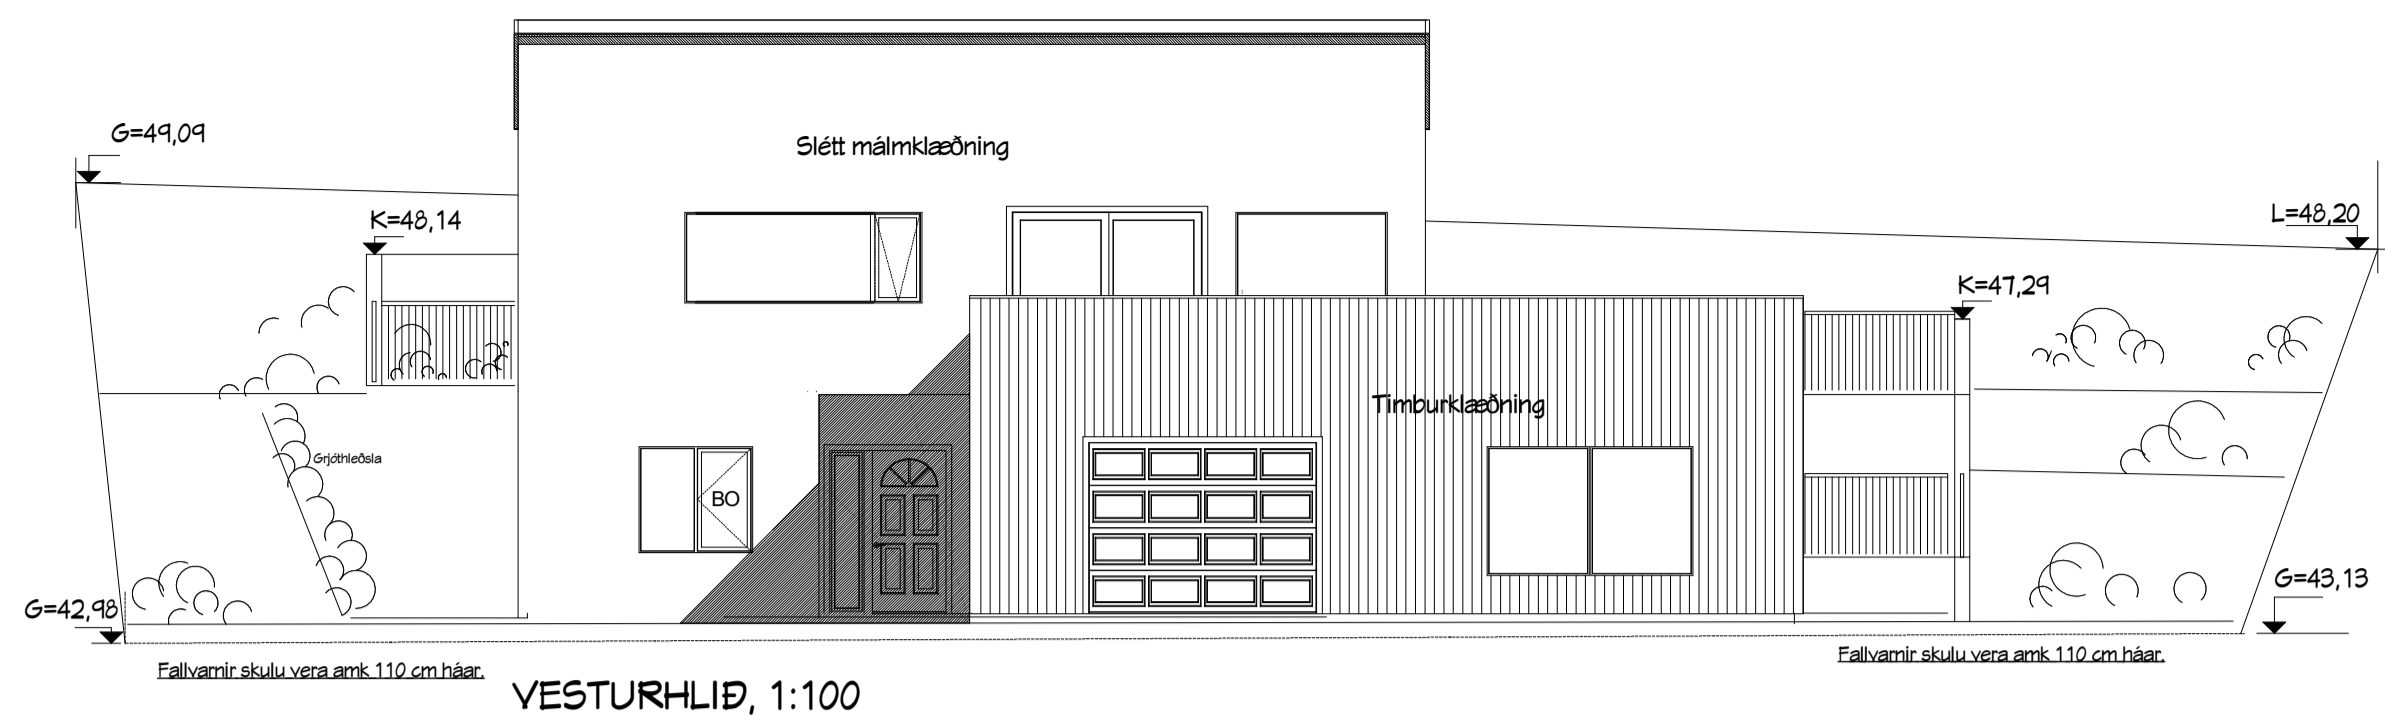 Slétt málmklæðning
G=49,09
K=48,14
L=48,20
K=47,29
Timburklæðning
Grjóthleðsla
BO
G=42,98
G=43,13
Fallvarnir skulu vera amk 110 cm háar.
Fallvarnir skulu vera amk 110 cm háar.
VESTURHLIÐ, 1:100